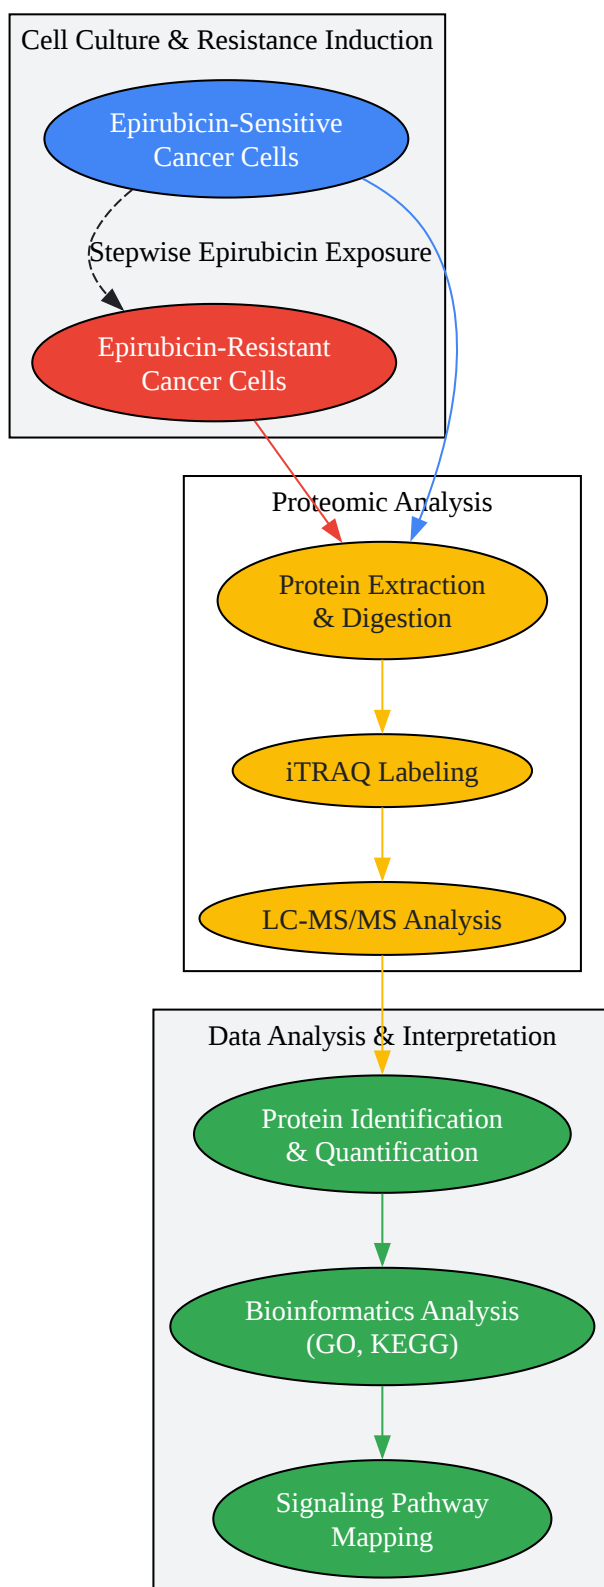 Cell Culture & Resistance Induction
Epirubicin-Sensitive
Cancer Cells
Stepwise Epirubicin Exposure
Epirubicin-Resistant
Cancer Cells
Proteomic Analysis
Protein Extraction
& Digestion
iTRAQ Labeling
LC-MS/MS Analysis
Data Analysis & Interpretation
Protein Identification
& Quantification
Bioinformatics Analysis
(GO, KEGG)
Signaling Pathway
Mapping